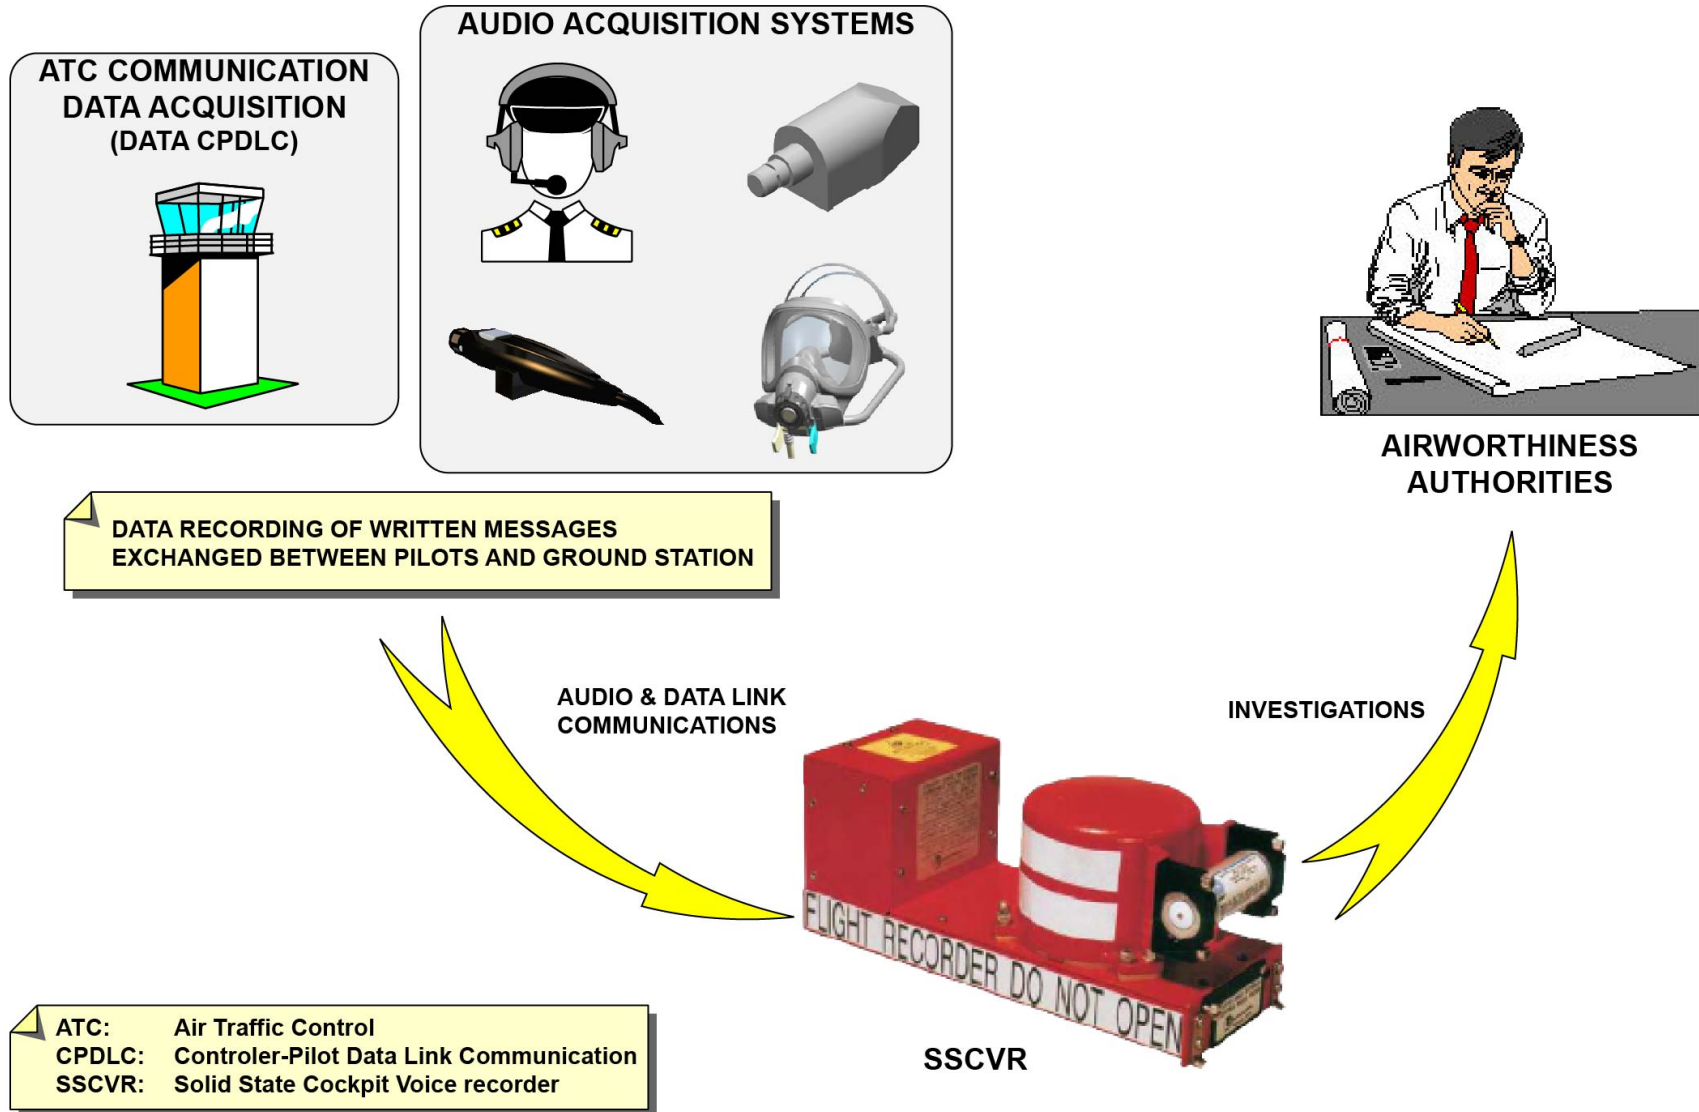 AUDIO ACQUISITION SYSTEMS
ATC COMMUNICATION
DATA ACQUISITION
(DATA CPDLC)
AIRWORTHINESS
AUTHORITIES
DATA RECORDING OF WRITTEN MESSAGES
EXCHANGED BETWEEN PILOTS AND GROUND STATION
AUDIO & DATA LINK
COMMUNICATIONS
INVESTIGATIONS
FLIGHT RECORDER DO NOT OPEN
SSCVR
ATC: Air Traffic Control
CPDLC: Controler-Pilot Data Link Communication
SSCVR: Solid State Cockpit Voice recorder